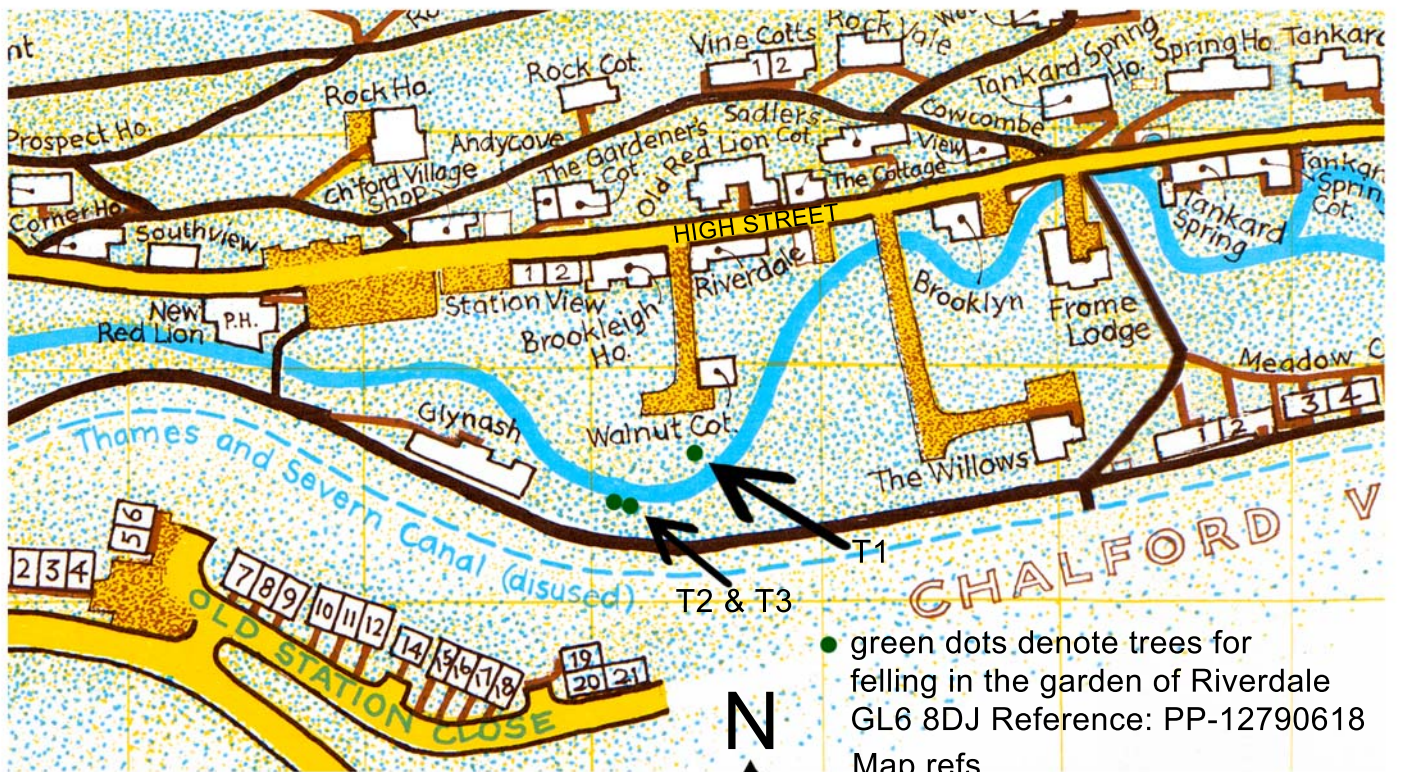 nt
Ro
Rock Ho.
Rock Cot.
Vine Cotts
1 2
Rock Vale
Tankard Spring
Ho.
Spring Ho.
Tankard
Prospect Ho.
Corner Ho.
Southview
Ch'ford Village
Shop
Andycove
The Gardener's
Cot.
Old Red Lion Cot.
Sadlers
The Cottage
Cowcombe
View
Tankard
Spring
Tankar
Sprin
Cot.
HIGH STREET
New
Red Lion
P.H.
1 2
Station View
Brookleigh
Ho.
Riverdale
Brooklyn
Frome
Lodge
Meadow C
1 2
3 4
Walnut Cot.
The Willows
Glynash
Thames and Severn Canal (disused)
T1
T2 & T3
CHALFORD V
2 3 4
5 6
7 8 9
10 11 12
14
15 16 17 18
19
20 21
OLD STATION CLOSE
green dots denote trees for
felling in the garden of Riverdale
GL6 8DJ Reference: PP-12790618
N
Map refs